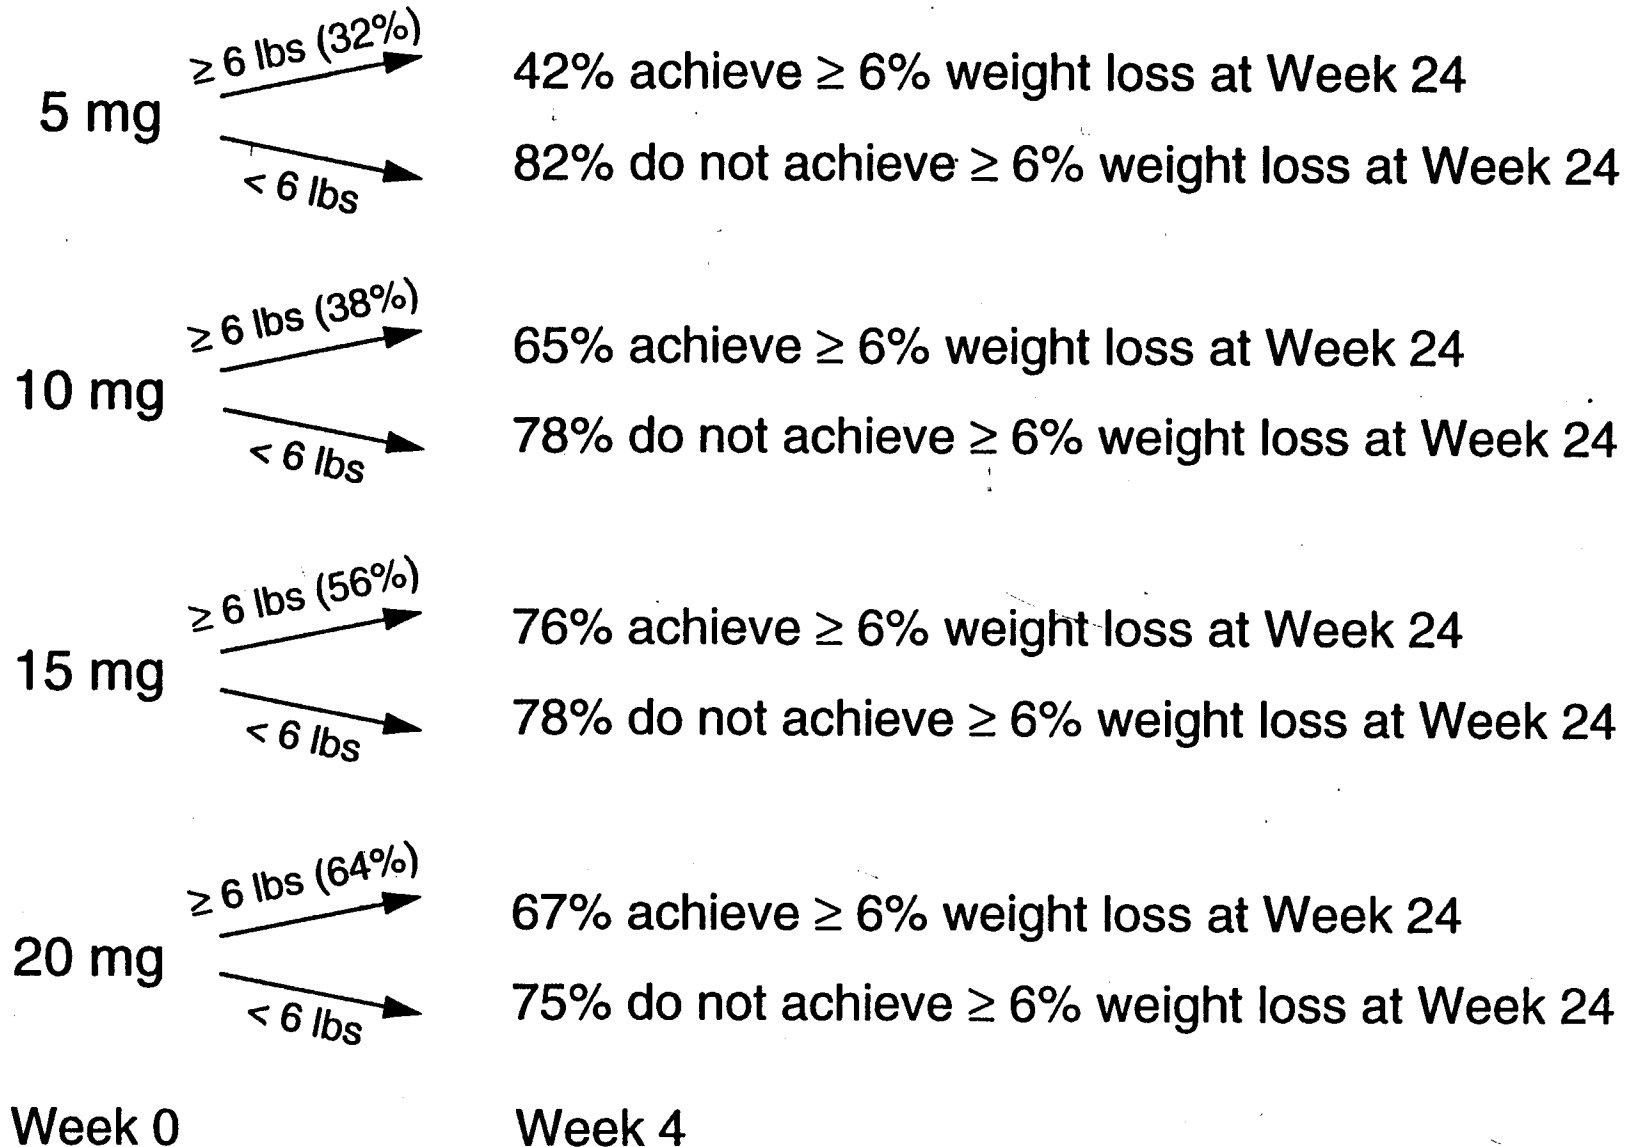 ≥ 6 lbs (32%)
42% achieve ≥ 6% weight loss at Week 24
5 mg
82% do not achieve ≥ 6% weight loss at Week 24
< 6 lbs
≥ 6 lbs (38%)
65% achieve ≥ 6% weight loss at Week 24
10 mg
78% do not achieve ≥ 6% weight loss at Week 24
< 6 lbs
≥ 6 lbs (56%)
76% achieve ≥ 6% weight loss at Week 24
15 mg
78% do not achieve ≥ 6% weight loss at Week 24
< 6 lbs
≥ 6 lbs (64%)
67% achieve ≥ 6% weight loss at Week 24
20 mg
75% do not achieve ≥ 6% weight loss at Week 24
< 6 lbs
Week 0 Week 4